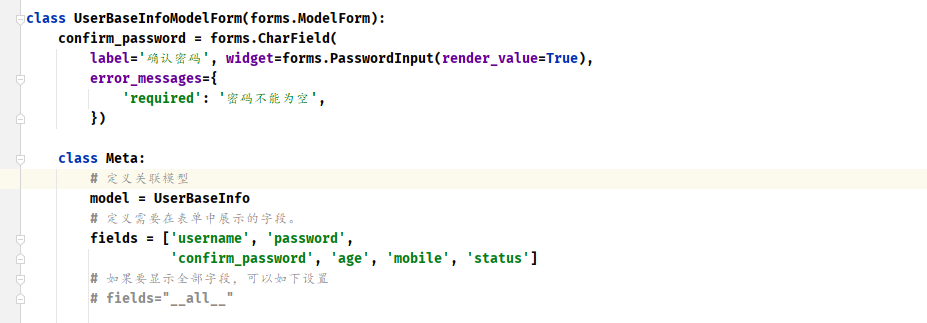 class UserBaseInfoModelForm(forms.ModelForm):
    confirm_password = forms.CharField(
        label='确认密码', widget=forms.PasswordInput(render_value=True),
        error_messages={
            'required': '密码不能为空',
        })
    class Meta:
        # 定义关联模型
        model = UserBaseInfo
        # 定义需要在表单中展示的字段。
        fields = ['username', 'password',
                  'confirm_password', 'age', 'mobile', 'status']
        # 如果要显示全部字段，可以如下设置
        # fields="__all__"